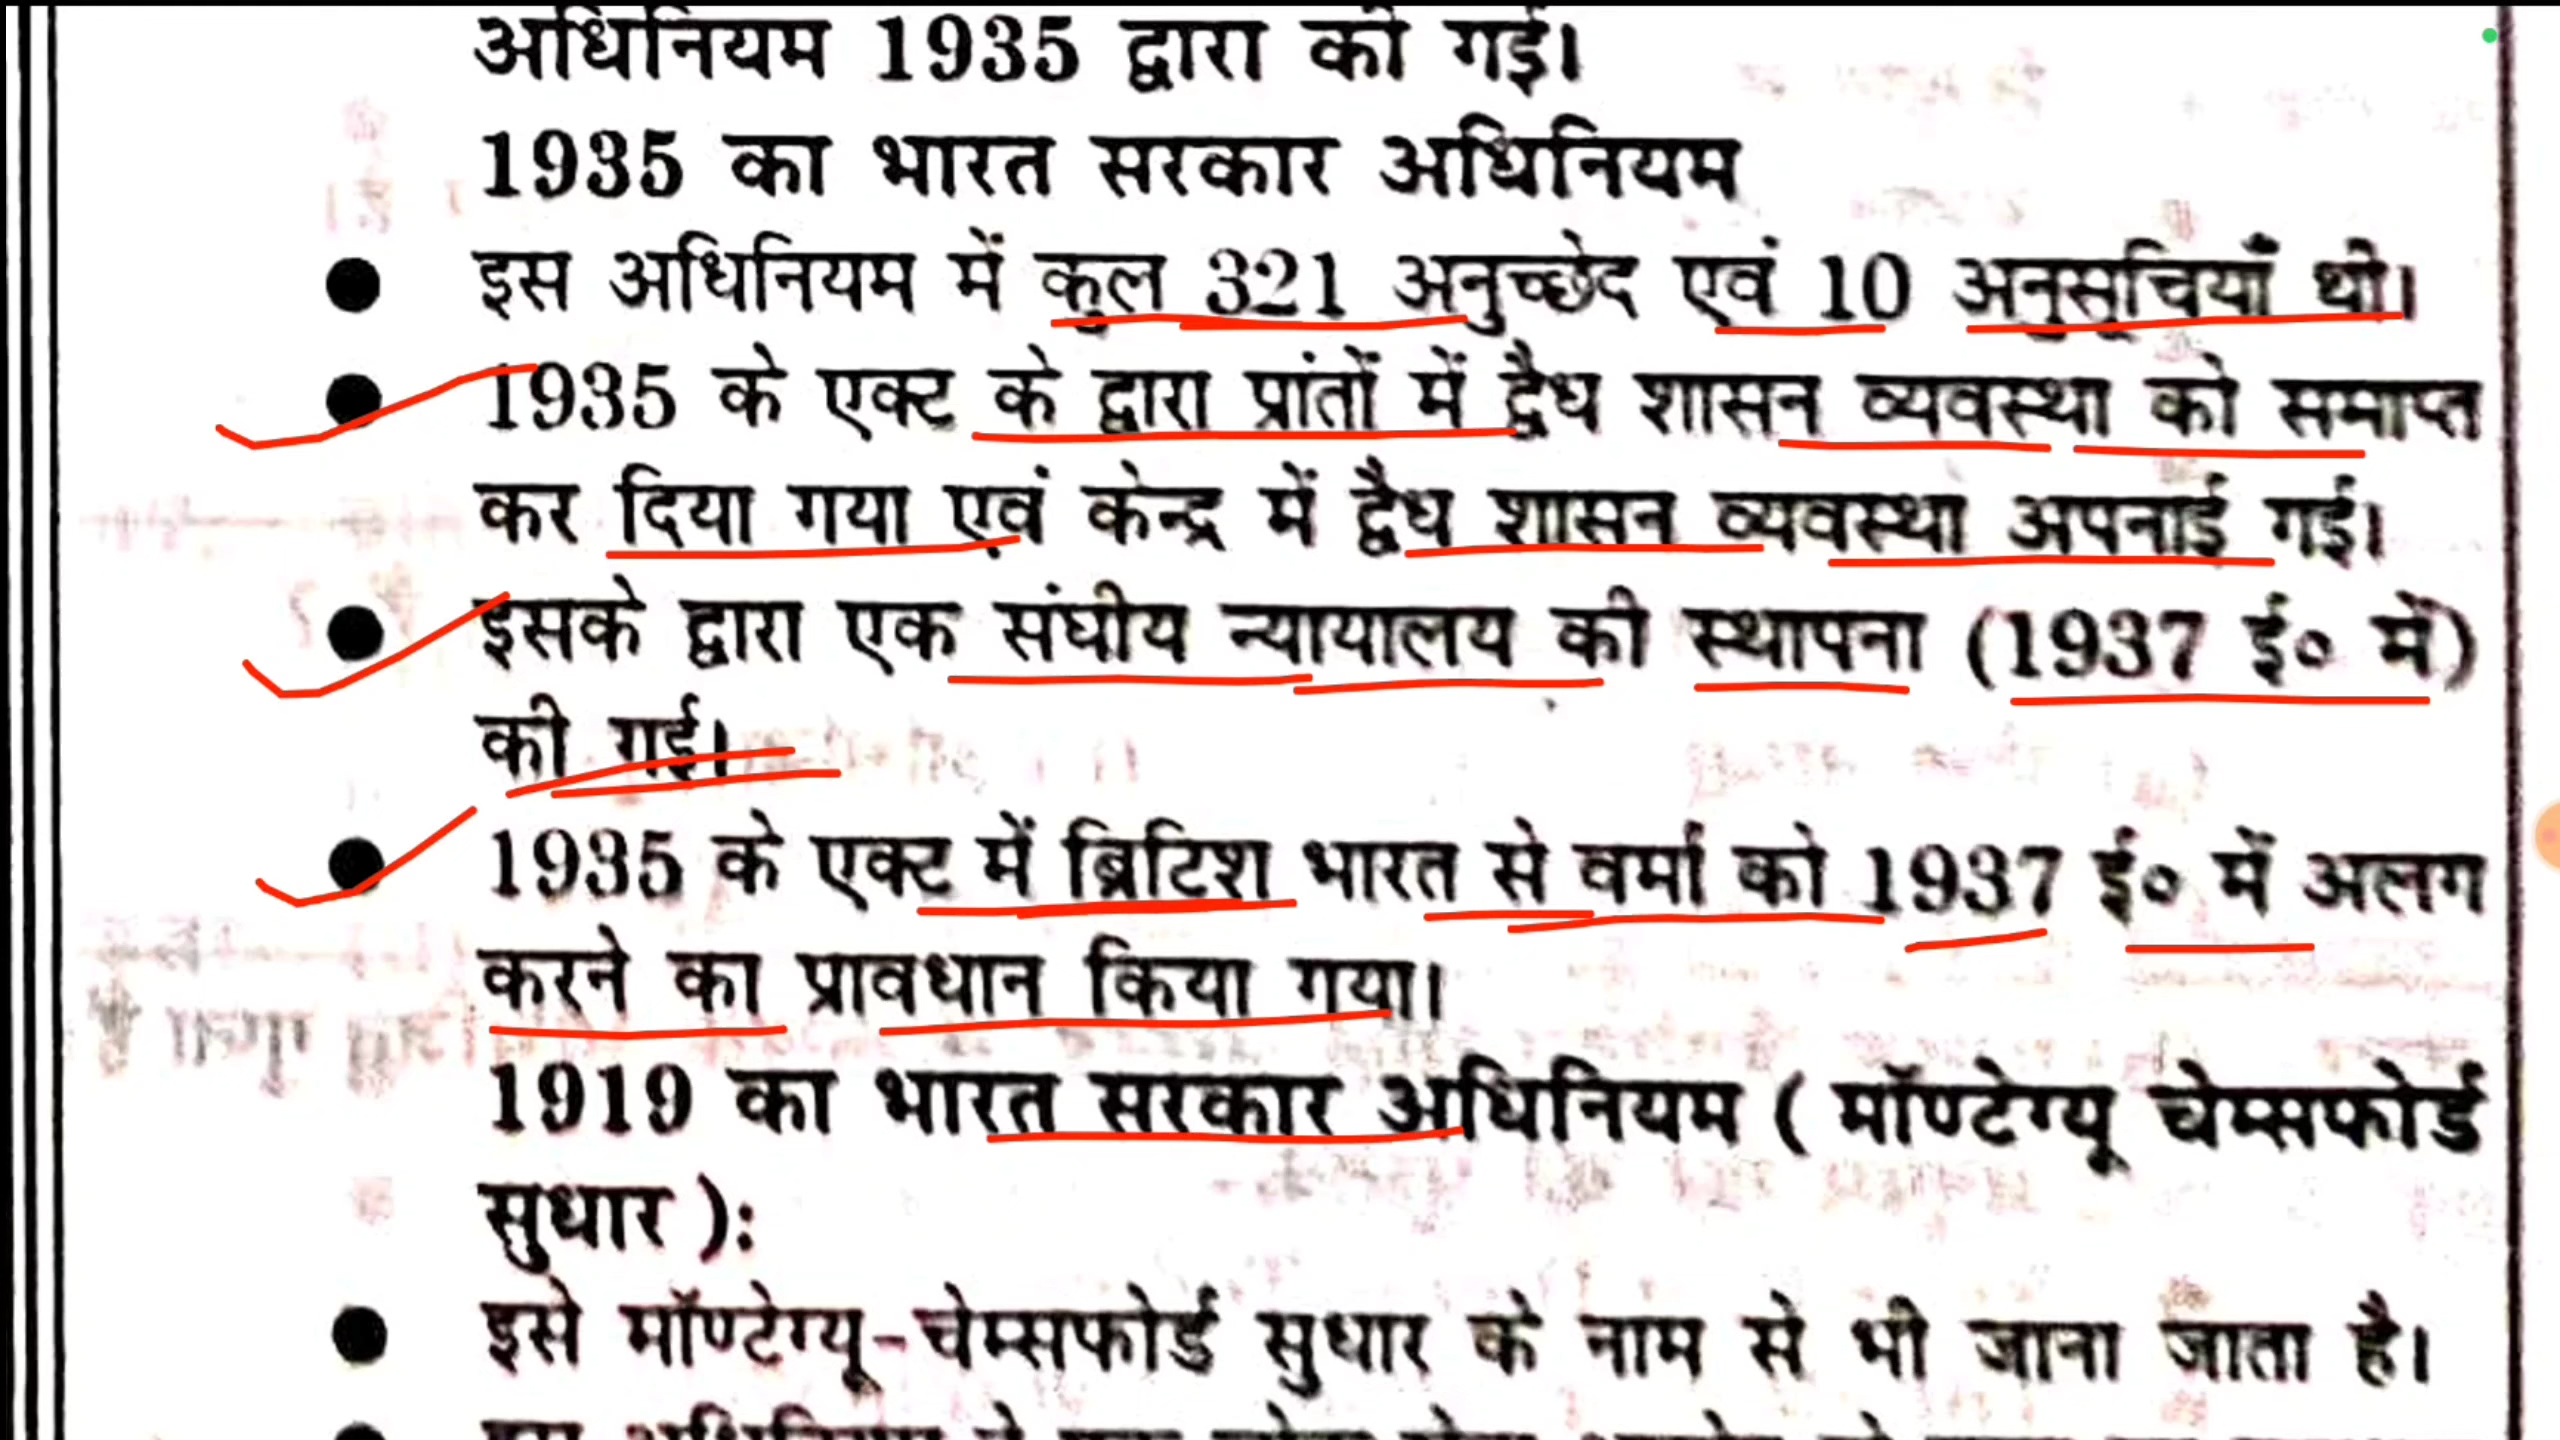 अधिनियम 1935 द्वारा की गई।
1935 का भारत सरकार अधिनियम
● इस अधिनियम में कुल 321 अनुच्छेद एवं 10 अनुसूचियाँ थी।
● 1935 के एक्ट के द्वारा प्रांतों में द्वैध शासन व्यवस्था को समाप्त
कर दिया गया एवं केन्द्र में द्वैध शासन व्यवस्था अपनाई गई।
● इसके द्वारा एक संघीय न्यायालय की स्थापना (1937 ई० में)
की गई।
● 1935 के एक्ट में ब्रिटिश भारत से वर्मा को 1937 ई० में अलग
करने का प्रावधान किया गया।
1919 का भारत सरकार अधिनियम ( मॉण्टेग्यू चेम्सफोर्ड
सुधार ):
● इसे मॉण्टेग्यू-चेम्सफोर्ड सुधार के नाम से भी जाना जाता है।